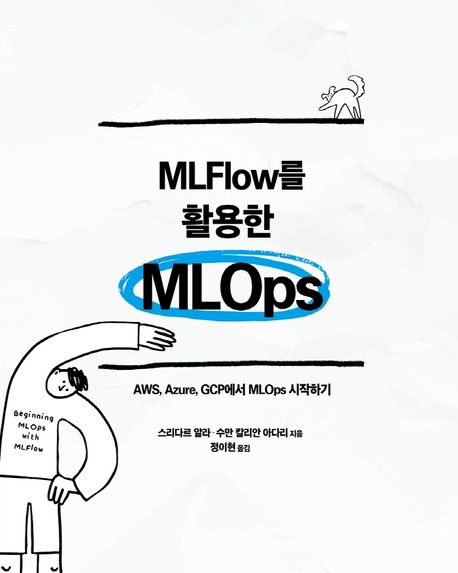 MLFlow를
활용한
MLOps
AWS, Azure, GCP에서 MLOps 시작하기
스리다르 알라 · 수만 칼리안 아다리 지음
정이현 옮김
Beginning
MLOps
with
MLFlow